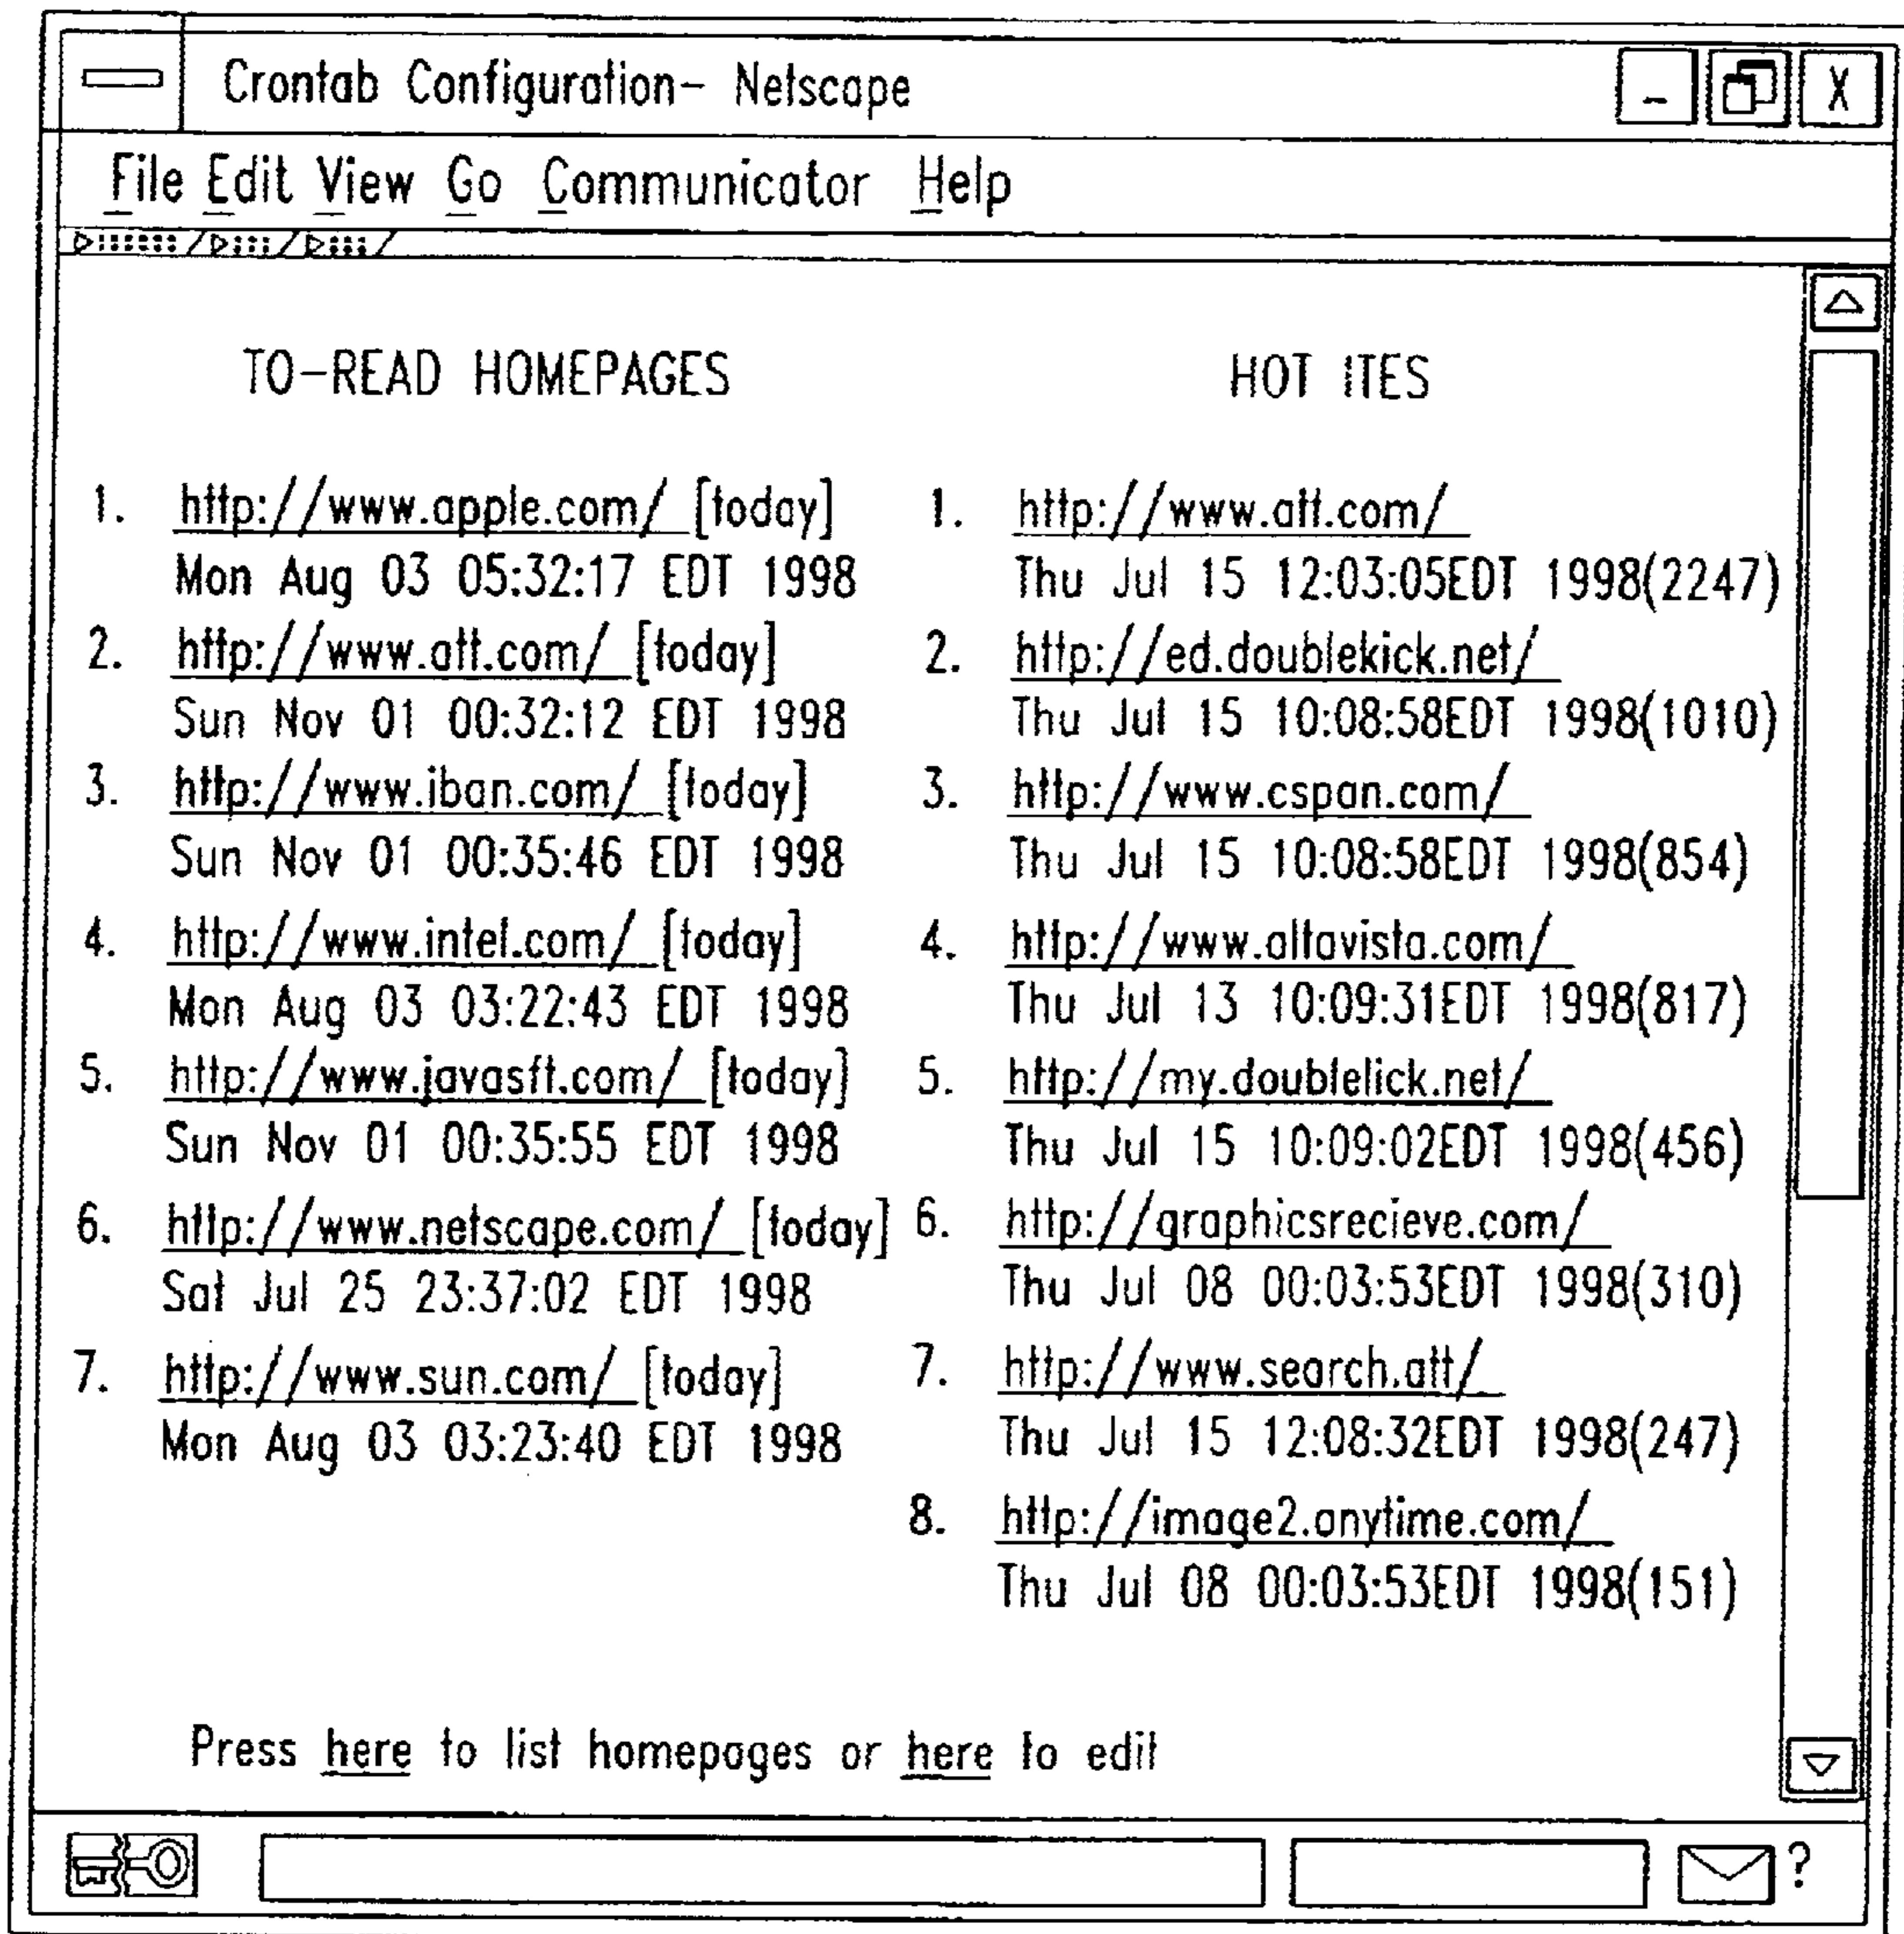 Crontab Configuration- Netscape
X
File Edit View Go Communicator Help
TO-READ HOMEPAGES
1. http://www.apple.com/ [today]
Mon Aug 03 05:32:17 EDT 1998
2. http://www.att.com/ [today]
Sun Nov 01 00:32:12 EDT 1998
3. http://www.iban.com/ [today]
Sun Nov 01 00:35:46 EDT 1998
4. http://www.intel.com/ [today]
Mon Aug 03 03:22:43 EDT 1998
5. http://www.javasft.com/ [today]
Sun Nov 01 00:35:55 EDT 1998
6. http://www.netscape.com/ [today]
Sat Jul 25 23:37:02 EDT 1998
7. http://www.sun.com/ [today]
Mon Aug 03 03:23:40 EDT 1998
HOT ITES
1. http://www.att.com/
Thu Jul 15 12:03:05EDT 1998(2247)
2. http://ed.doublekick.net/
Thu Jul 15 10:08:58EDT 1998(1010)
3. http://www.cspan.com/
Thu Jul 15 10:08:58EDT 1998(854)
4. http://www.altavista.com/
Thu Jul 13 10:09:31EDT 1998(817)
5. http://my.doublelick.net/
Thu Jul 15 10:09:02EDT 1998(456)
6. http://graphicsrecieve.com/
Thu Jul 08 00:03:53EDT 1998(310)
7. http://www.search.att/
Thu Jul 15 12:08:32EDT 1998(247)
8. http://image2.anytime.com/
Thu Jul 08 00:03:53EDT 1998(151)
Press here to list homepages or here to edit
?